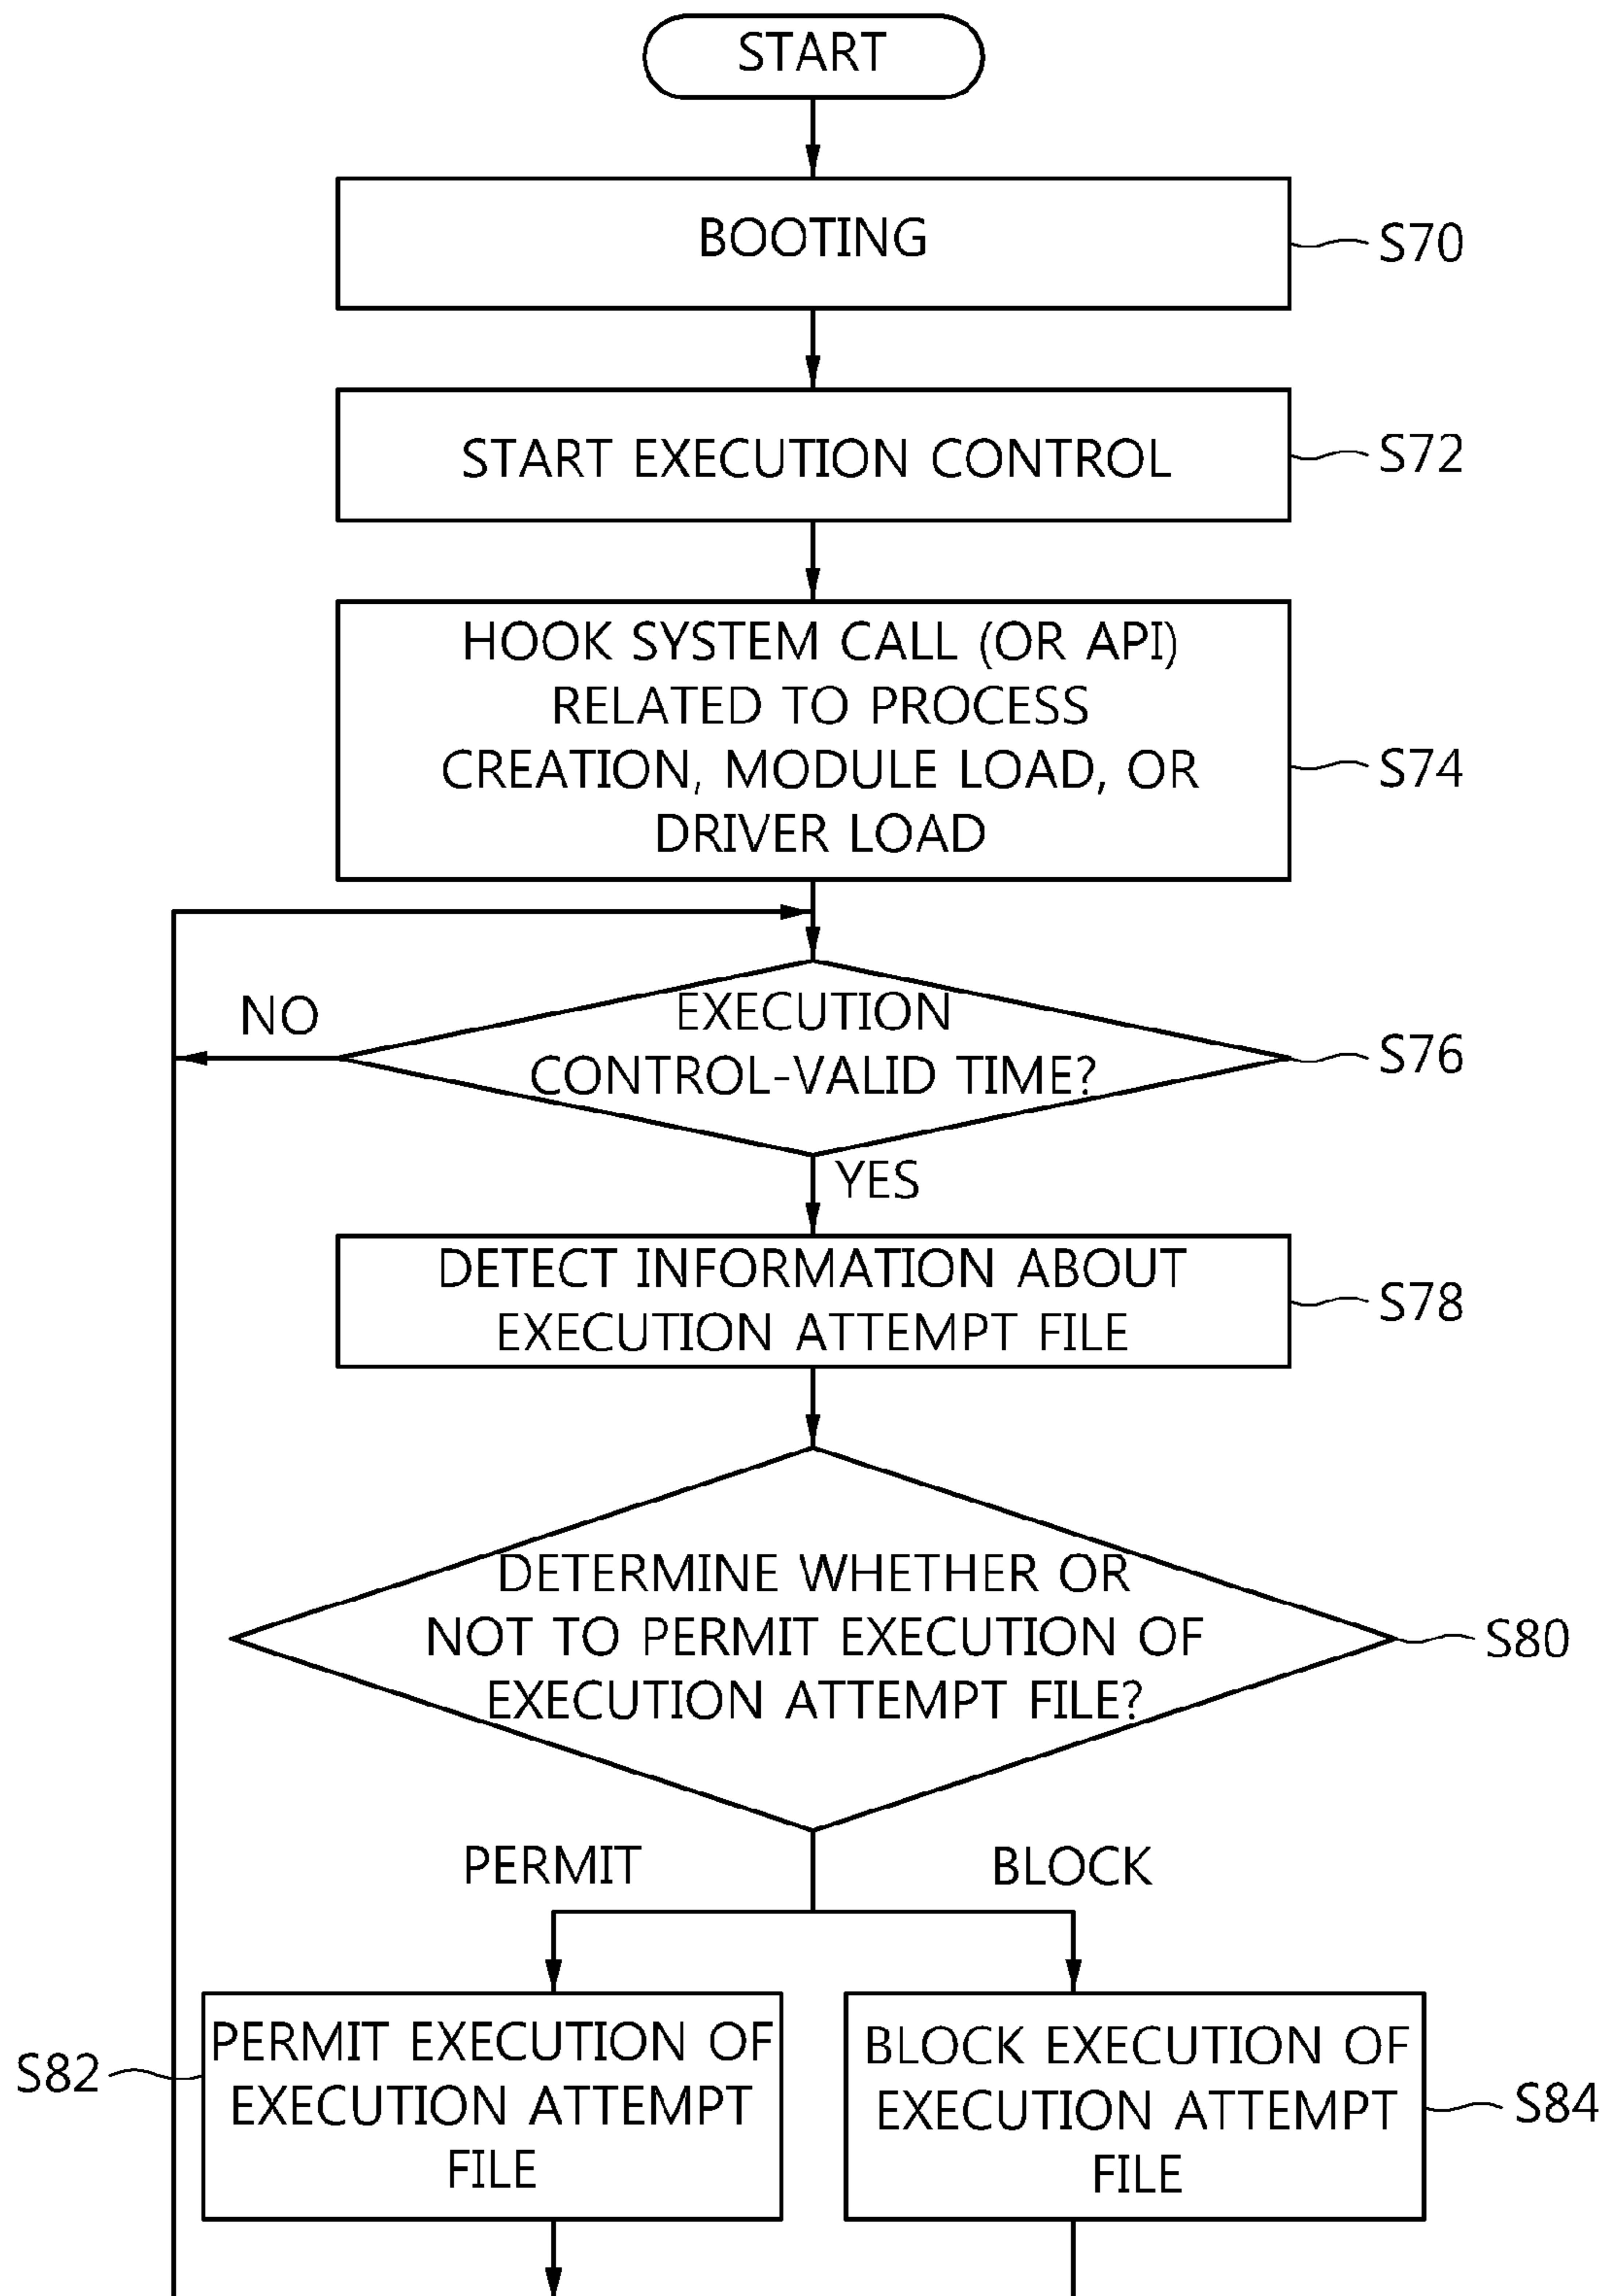 START
BOOTING
S70
START EXECUTION CONTROL
S72
HOOK SYSTEM CALL (OR API)
RELATED TO PROCESS
CREATION, MODULE LOAD, OR
DRIVER LOAD
S74
NO
EXECUTION
CONTROL-VALID TIME?
S76
YES
DETECT INFORMATION ABOUT
EXECUTION ATTEMPT FILE
S78
DETERMINE WHETHER OR
NOT TO PERMIT EXECUTION OF
EXECUTION ATTEMPT FILE?
S80
PERMIT
BLOCK
S82
PERMIT EXECUTION OF
EXECUTION ATTEMPT
FILE
BLOCK EXECUTION OF
EXECUTION ATTEMPT
FILE
S84